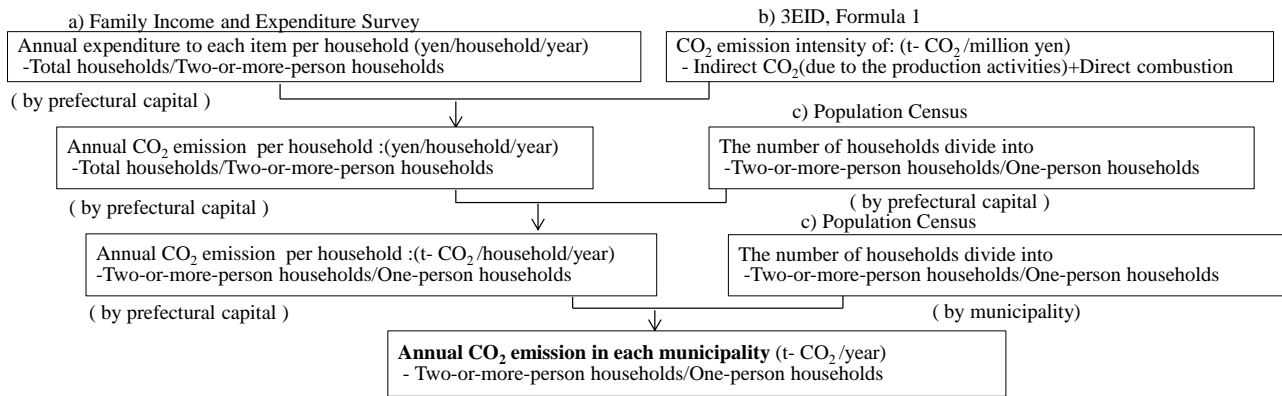 a) Family Income and Expenditure Survey
Annual expenditure to each item per household (yen/household/year)
-Total households/Two-or-more-person households
( by prefectural capital )
b) 3EID, Formula 1
CO2 emission intensity of: (t- CO2 /million yen)
- Indirect CO2(due to the production activities)+Direct combustion
Annual CO2 emission per household :(yen/household/year)
-Total households/Two-or-more-person households
( by prefectural capital )
c) Population Census
The number of households divide into
-Two-or-more-person households/One-person households
( by prefectural capital )
Annual CO2 emission per household :(t- CO2 /household/year)
-Two-or-more-person households/One-person households
( by prefectural capital )
c) Population Census
The number of households divide into
-Two-or-more-person households/One-person households
( by municipality)
Annual CO2 emission in each municipality (t- CO2 /year)
- Two-or-more-person households/One-person households